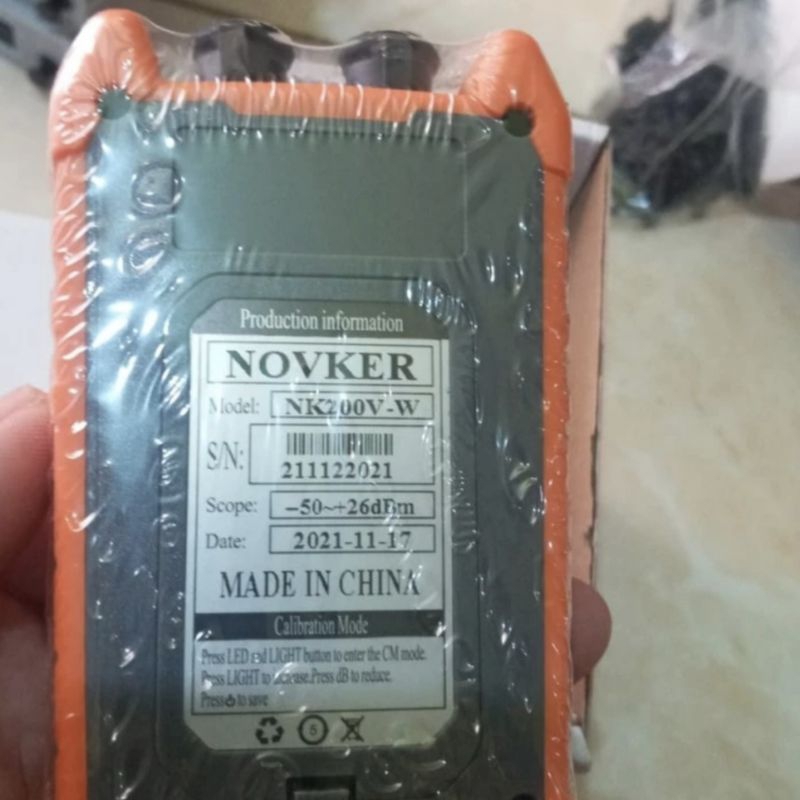 Production information
NOVKER
Model: NK200V-W
S/N: 211122021
Scope: −50~+26dBm
Date: 2021-11-17
MADE IN CHINA
Calibration Mode
Press LED and LIGHT button to enter the CM mode.
Press LIGHT to increase.Press dB to reduce.
Press⏻to save
5